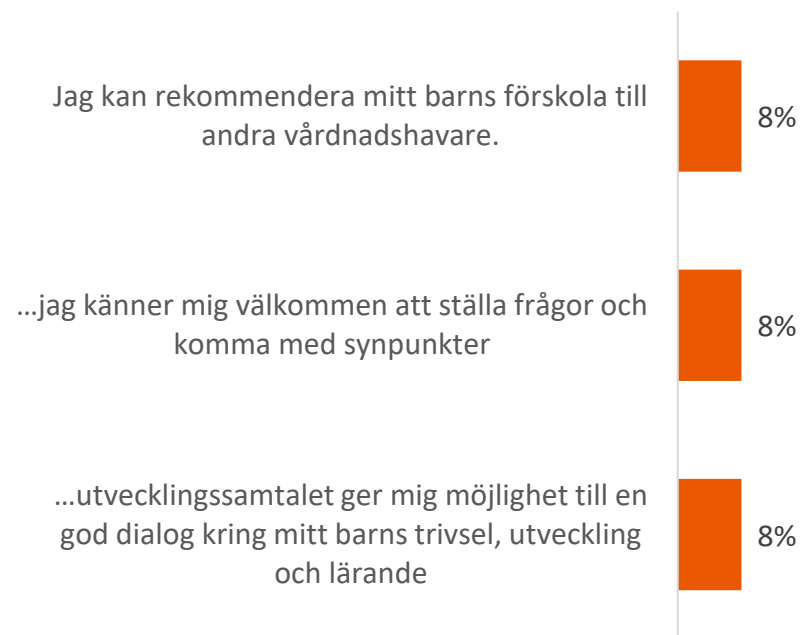 Jag kan rekommendera mitt barns förskola till
andra vårdnadshavare.
8%
…jag känner mig välkommen att ställa frågor och
komma med synpunkter
8%
…utvecklingssamtalet ger mig möjlighet till en
god dialog kring mitt barns trivsel, utveckling
och lärande
8%